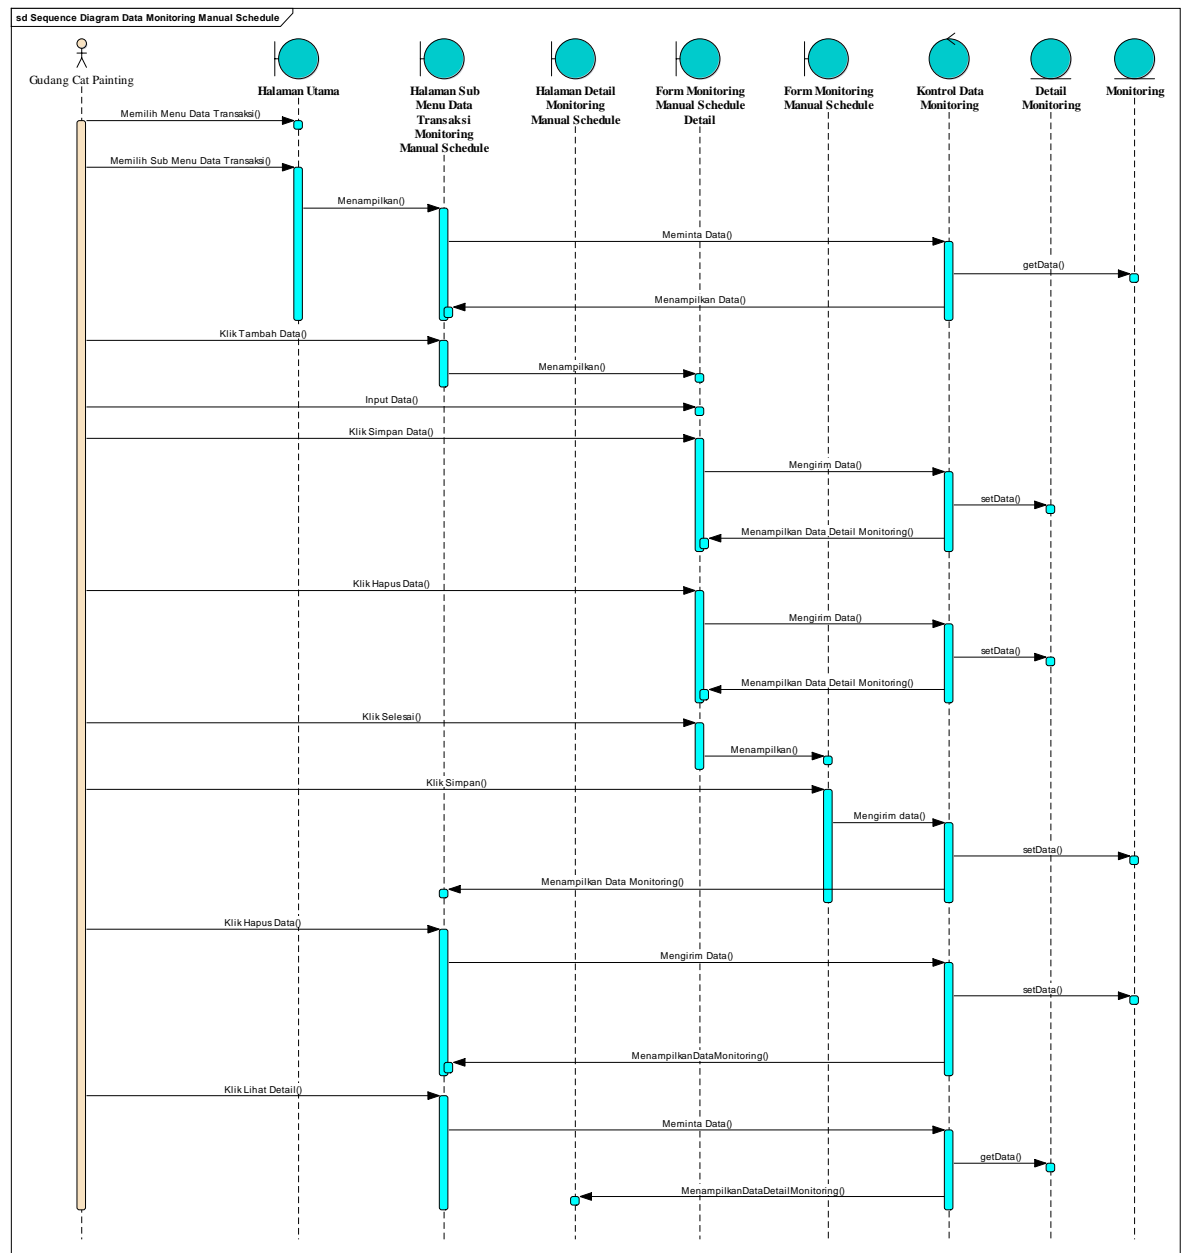 sd Sequence Diagram Data Monitoring Manual Schedule
Gudang Cat Painting
Halaman Utama
Halaman Sub
Menu Data
Transaksi
Monitoring
Manual Schedule
Halaman Detail
Monitoring
Manual Schedule
Form Monitoring
Manual Schedule
Detail
Form Monitoring
Manual Schedule
Kontrol Data
Monitoring
Detail
Monitoring
Monitoring
Memilih Menu Data Transaksi()
Memilih Sub Menu Data Transaksi()
Menampilkan()
Meminta Data()
getData()
Menampilkan Data()
Klik Tambah Data()
Menampilkan()
Input Data()
Klik Simpan Data()
Mengirim Data()
setData()
Menampilkan Data Detail Monitoring()
Klik Hapus Data()
Mengirim Data()
setData()
Menampilkan Data Detail Monitoring()
Klik Selesai()
Menampilkan()
Klik Simpan()
Mengirim data()
setData()
Menampilkan Data Monitoring()
Klik Hapus Data()
Mengirim Data()
setData()
MenampilkanDataMonitoring()
Klik Lihat Detail()
Meminta Data()
getData()
MenampilkanDataDetailMonitoring()